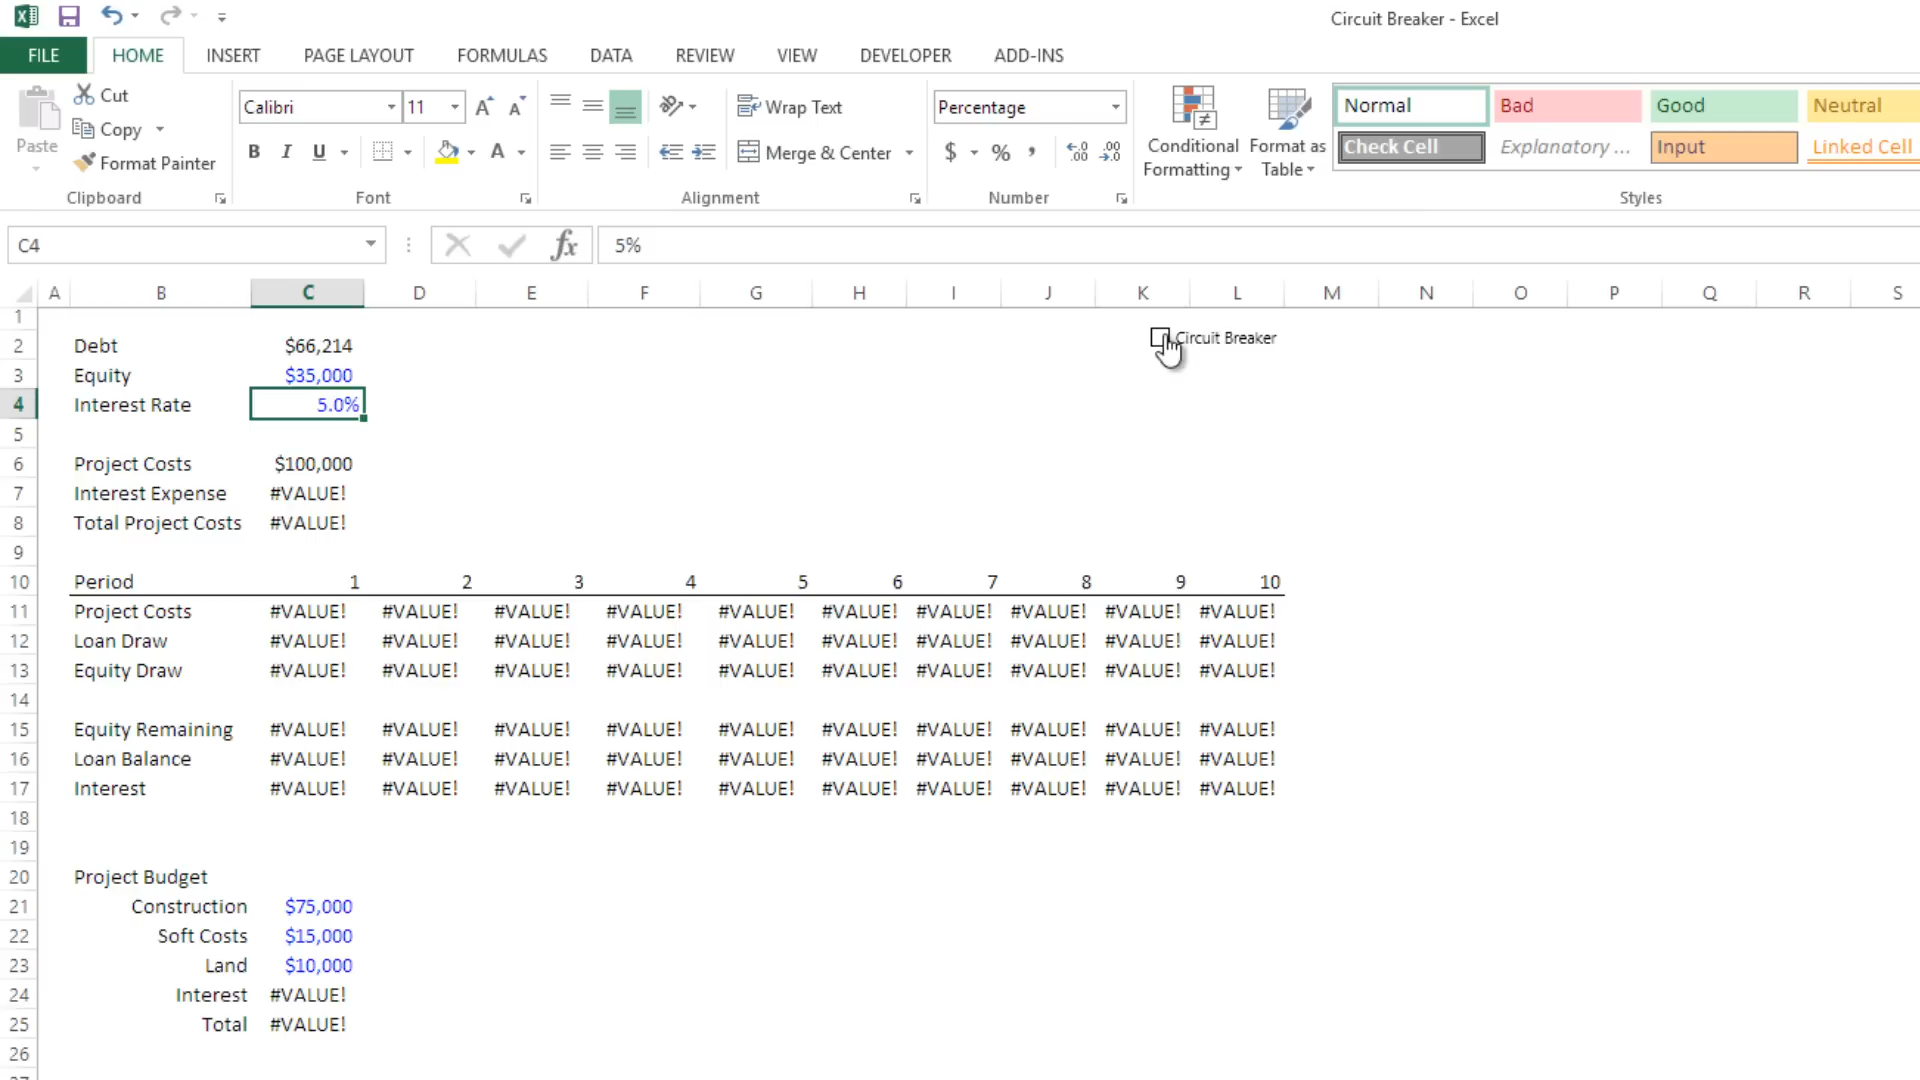 Circuit Breaker - Excel
FILE HOME INSERT PAGE LAYOUT FORMULAS DATA REVIEW VIEW DEVELOPER ADD-INS
Paste
Cut
Copy
Format Painter
Clipboard
Calibri 11
B I U A
Font
Wrap Text
Merge & Center
Alignment
Percentage
$ % , .00 .00
Number
Conditional Formatting
Format as Table
Normal Bad Good Neutral
Check Cell Explanatory ... Input Linked Cell
Styles
C4 fx 5%
A B C D E F G H I J K L M N O P Q R S
1
Circuit Breaker
2 Debt $66,214
3 Equity $35,000
4 Interest Rate 5.0%
5
6 Project Costs $100,000
7 Interest Expense #VALUE!
8 Total Project Costs #VALUE!
9
10 Period 1 2 3 4 5 6 7 8 9 10
11 Project Costs #VALUE! #VALUE! #VALUE! #VALUE! #VALUE! #VALUE! #VALUE! #VALUE! #VALUE! #VALUE!
12 Loan Draw #VALUE! #VALUE! #VALUE! #VALUE! #VALUE! #VALUE! #VALUE! #VALUE! #VALUE! #VALUE!
13 Equity Draw #VALUE! #VALUE! #VALUE! #VALUE! #VALUE! #VALUE! #VALUE! #VALUE! #VALUE! #VALUE!
14
15 Equity Remaining #VALUE! #VALUE! #VALUE! #VALUE! #VALUE! #VALUE! #VALUE! #VALUE! #VALUE! #VALUE!
16 Loan Balance #VALUE! #VALUE! #VALUE! #VALUE! #VALUE! #VALUE! #VALUE! #VALUE! #VALUE! #VALUE!
17 Interest #VALUE! #VALUE! #VALUE! #VALUE! #VALUE! #VALUE! #VALUE! #VALUE! #VALUE! #VALUE!
18
19
20 Project Budget
21 Construction $75,000
22 Soft Costs $15,000
23 Land $10,000
24 Interest #VALUE!
25 Total #VALUE!
26